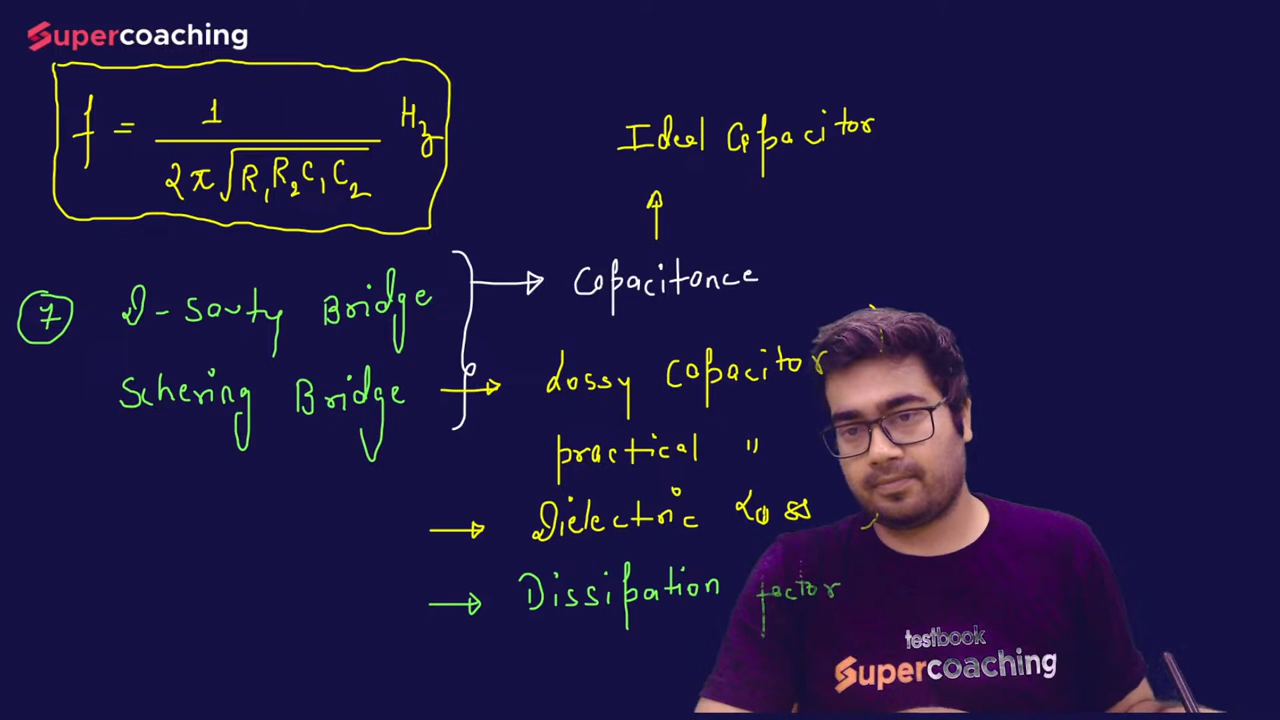 Supercoaching
f = 1 / 2π√R₁R₂C₁C₂ Hz
Ideal Capacitor
⑦ D-Sauty Bridge → Capacitance
Schering Bridge → Lossy Capacitor
practical "
→ Dielectric Loss
→ Dissipation factor
testbook
Supercoaching